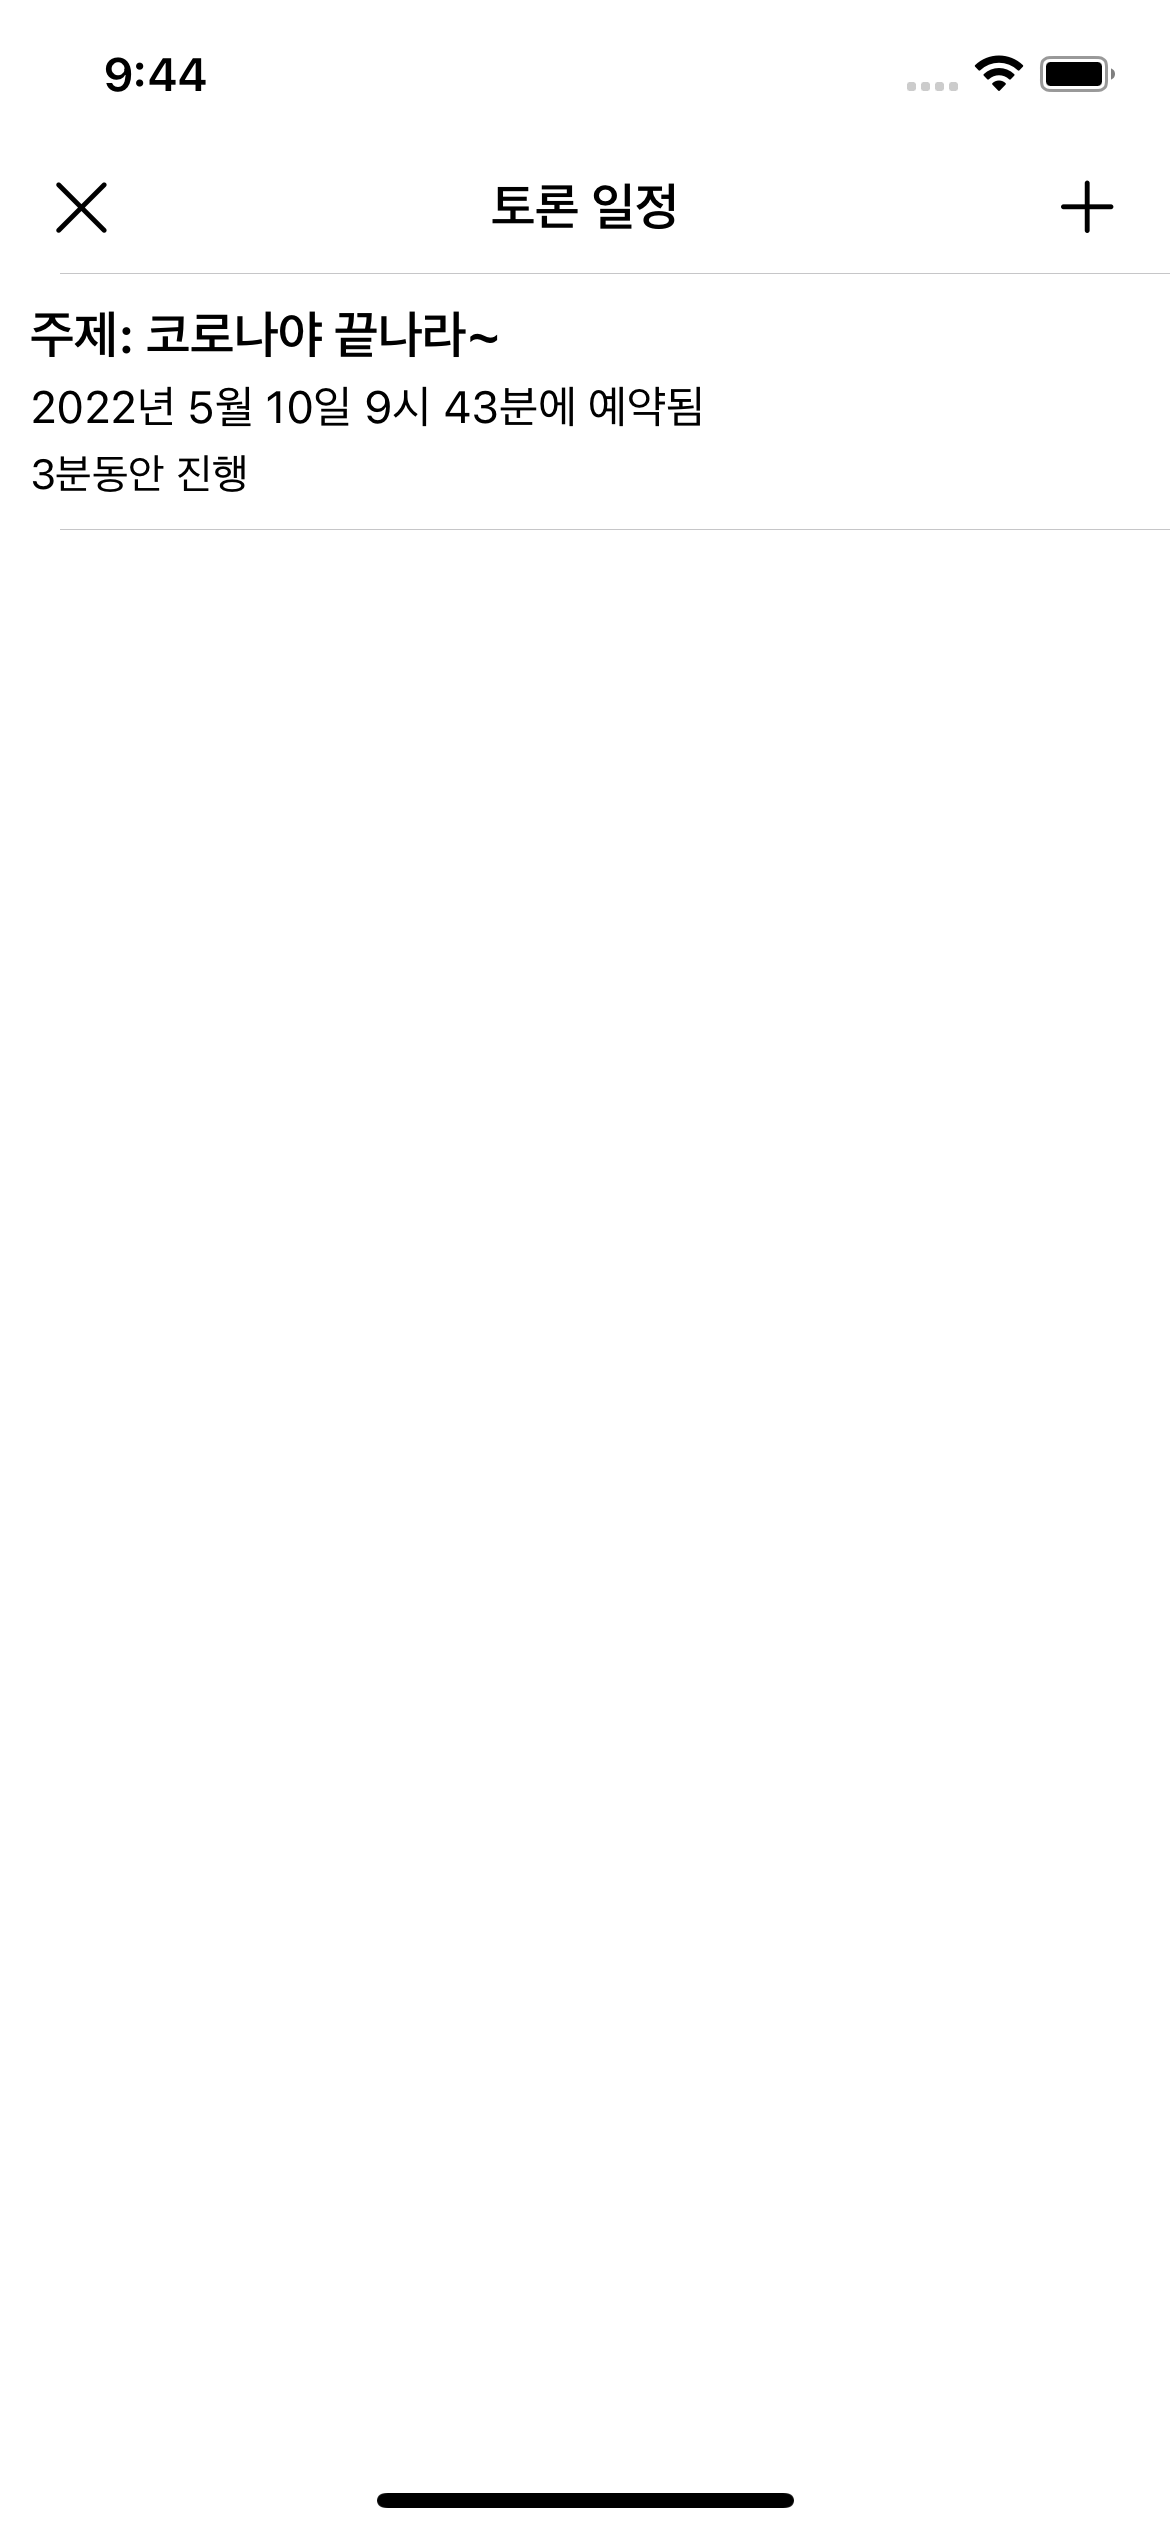 9:44
토론 일정
주제: 코로나야 끝나라~
2022년 5월 10일 9시 43분에 예약됨
3분동안 진행